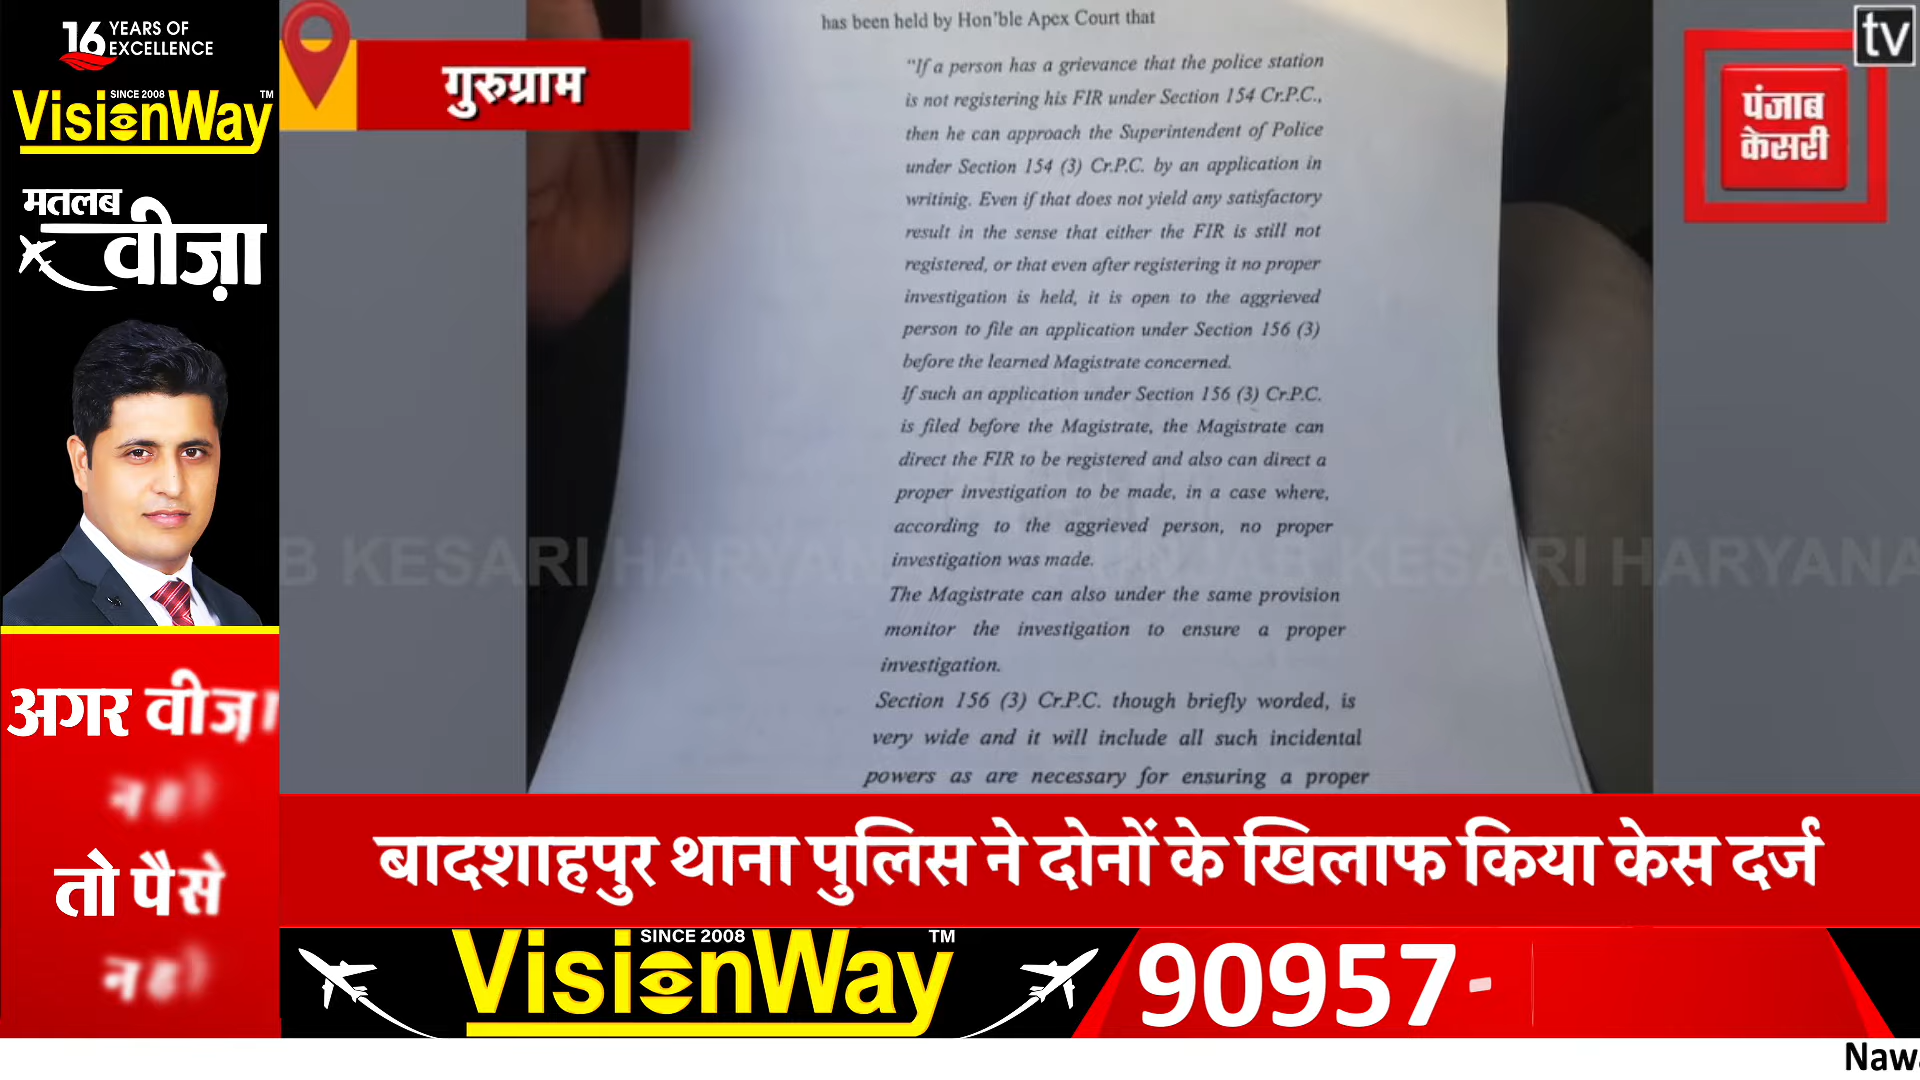 16 YEARS OF
EXCELLENCE
SINCE 2008
VisionWay™
मतलब
वीज़ा
गुरुग्राम
has been held by Hon'ble Apex Court that
"If a person has a grievance that the police station
is not registering his FIR under Section 154 Cr.P.C.,
then he can approach the Superintendent of Police
under Section 154 (3) Cr.P.C. by an application in
writinig. Even if that does not yield any satisfactory
result in the sense that either the FIR is still not
registered, or that even after registering it no proper
investigation is held, it is open to the aggrieved
person to file an application under Section 156 (3)
before the learned Magistrate concerned.
If such an application under Section 156 (3) Cr.P.C.
is filed before the Magistrate, the Magistrate can
direct the FIR to be registered and also can direct a
proper investigation to be made, in a case where,
according to the aggrieved person, no proper
investigation was made.
The Magistrate can also under the same provision
monitor the investigation to ensure a proper
investigation.
Section 156 (3) Cr.P.C. though briefly worded, is
very wide and it will include all such incidental
powers as are necessary for ensuring a proper
tv
पंजाब
केसरी
B KESARI HARYANA
KESARI HARYANA
अगर वीज़ा
तो पैसे
बादशाहपुर थाना पुलिस ने दोनों के खिलाफ किया केस दर्ज
SINCE 2008
VisionWay™
90957-